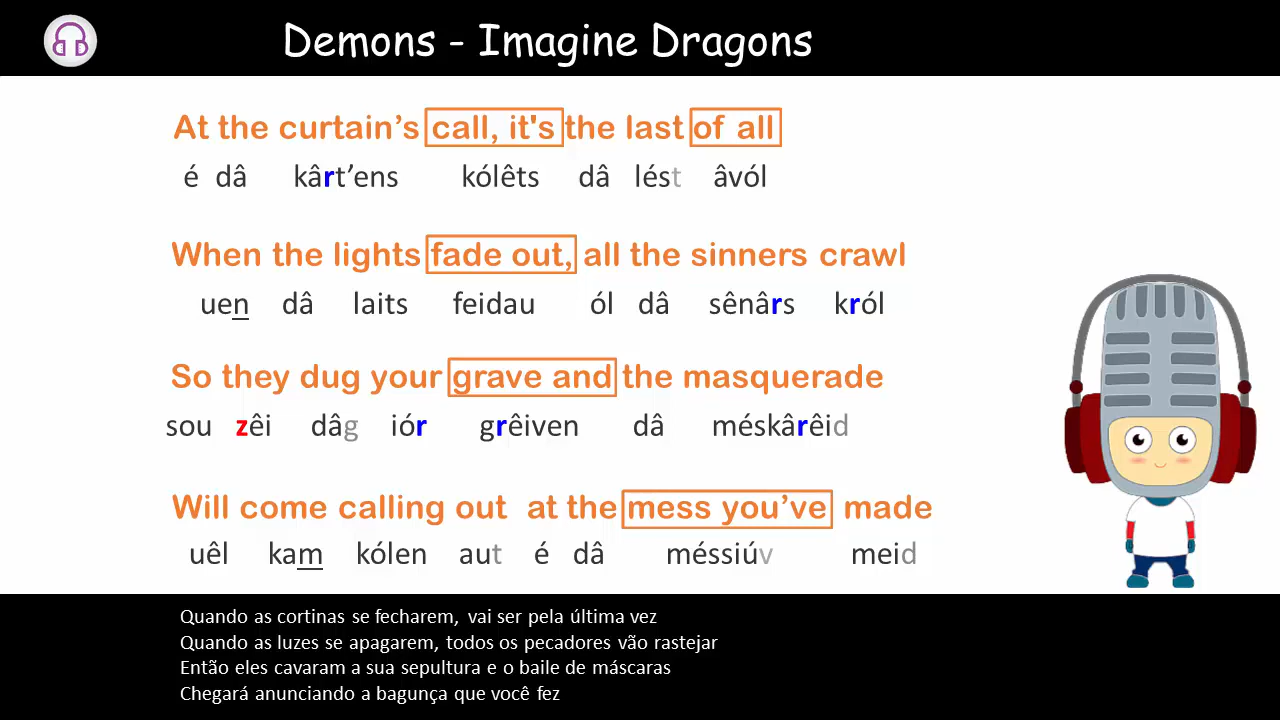 Demons - Imagine Dragons
At the curtain's call, it's the last of all
é dâ kârt'ens kólêts dâ lést âvól
When the lights fade out, all the sinners crawl
uen dâ laits feidau ól dâ sênârs król
So they dug your grave and the masquerade
sou zêi dâg iór grêiven dâ méskârêid
Will come calling out at the mess you've made
uêl kam kólen aut é dâ méssiúv meid
Quando as cortinas se fecharem, vai ser pela última vez
Quando as luzes se apagarem, todos os pecadores vão rastejar
Então eles cavaram a sua sepultura e o baile de máscaras
Chegará anunciando a bagunça que você fez